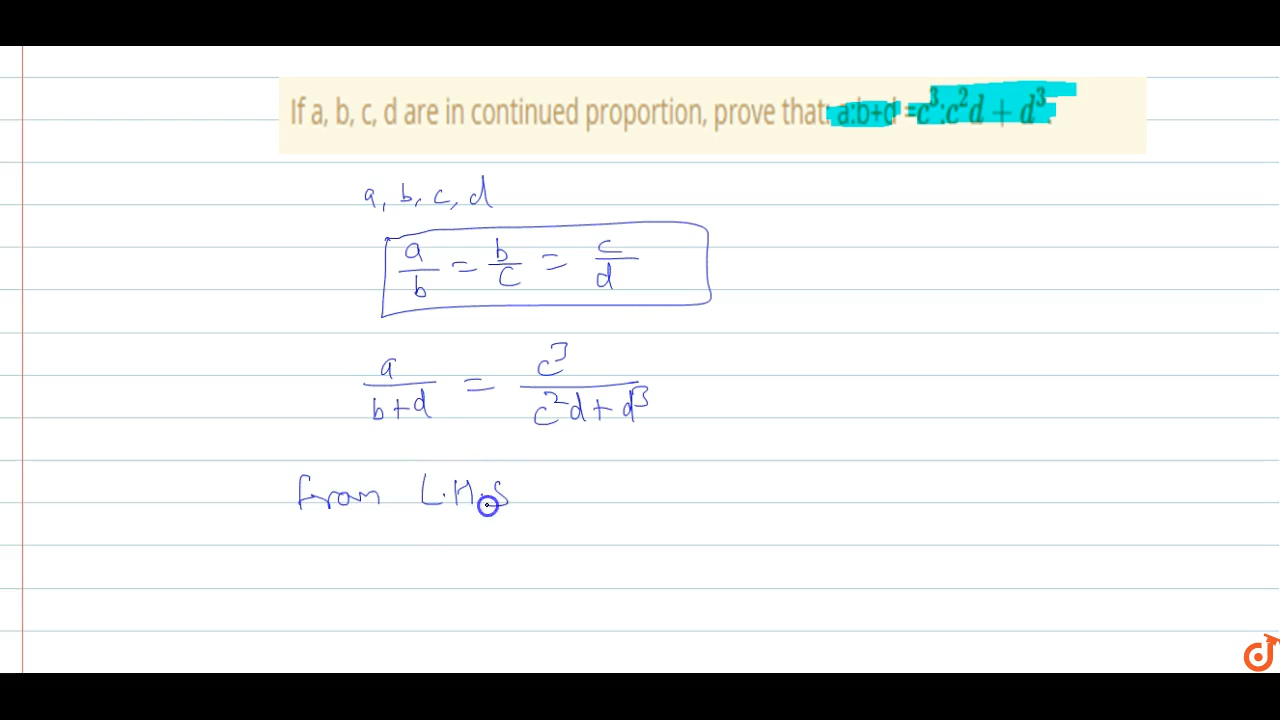 If a, b, c, d are in continued proportion, prove that: a:b+d =c³:c²d + d³.
a, b, c, d
a/b = b/c = c/d
a/(b+d) = c³/(c²d+d³)
From L.H.S